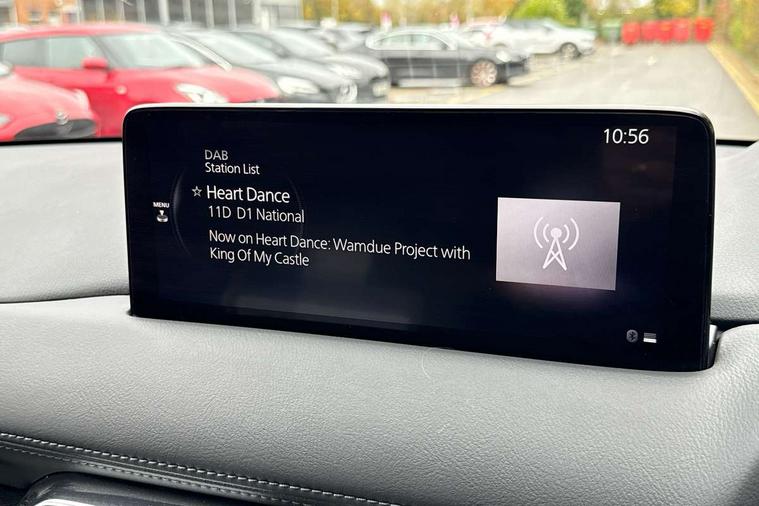 10:56
DAB
Station List
☆ Heart Dance
11D D1 National
Now on Heart Dance: Wamdue Project with
King Of My Castle
MENU